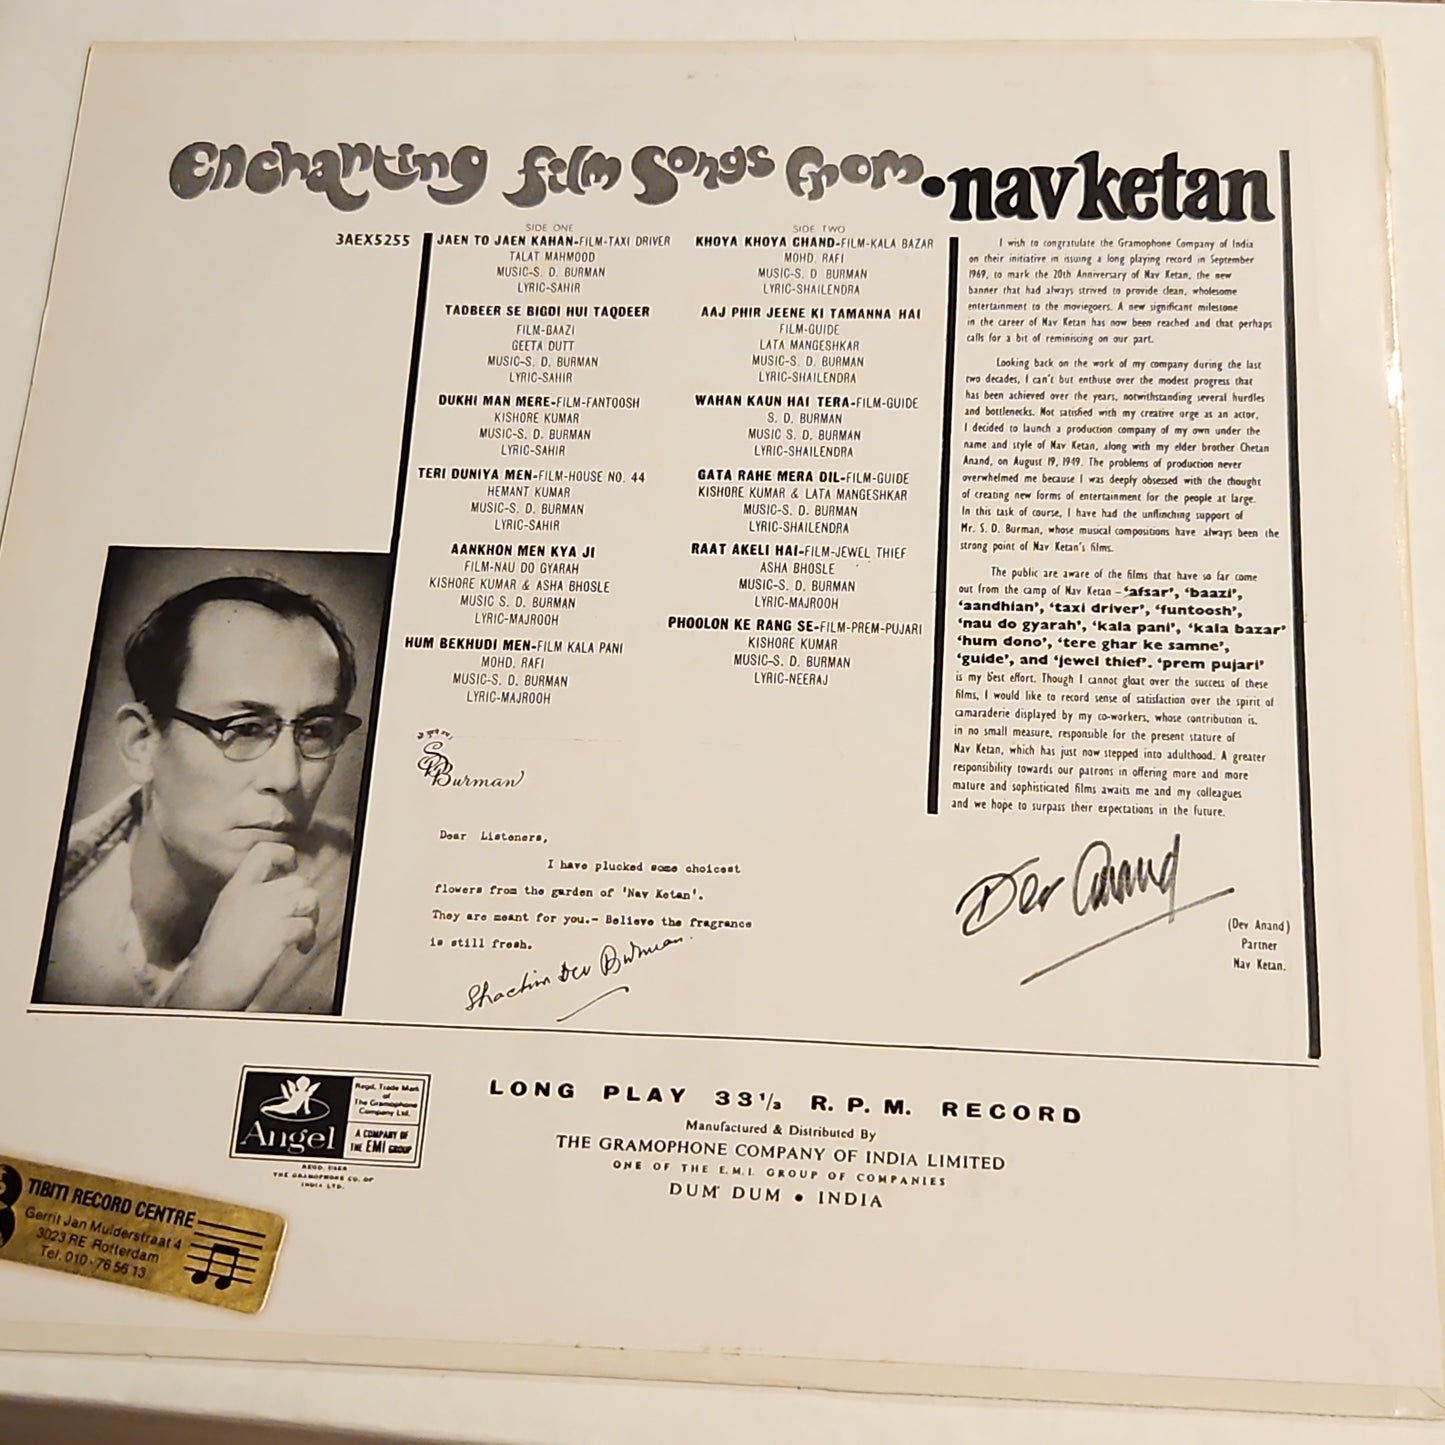 Enchanting film songs from • nav ketan
3AEX5255
SIDE ONE
JAEN TO JAEN KAHAN-FILM-TAXI DRIVER
TALAT MAHMOOD
MUSIC-S. D. BURMAN
LYRIC-SAHIR
TADBEER SE BIGDI HUI TAQDEER
FILM-BAAZI
GEETA DUTT
MUSIC-S. D. BURMAN
LYRIC-SAHIR
DUKHI MAN MERE-FILM-FANTOOSH
KISHORE KUMAR
MUSIC-S. D. BURMAN
LYRIC-SAHIR
TERI DUNIYA MEN-FILM-HOUSE NO. 44
HEMANT KUMAR
MUSIC-S. D. BURMAN
LYRIC-SAHIR
AANKHON MEN KYA JI
FILM-NAU DO GYARAH
KISHORE KUMAR & ASHA BHOSLE
MUSIC S. D. BURMAN
LYRIC-MAJROOH
HUM BEKHUDI MEN-FILM KALA PANI
MOHD. RAFI
MUSIC-S. D. BURMAN
LYRIC-MAJROOH
SIDE TWO
KHOYA KHOYA CHAND-FILM-KALA BAZAR
MOHD. RAFI
MUSIC-S. D BURMAN
LYRIC-SHAILENDRA
AAJ PHIR JEENE KI TAMANNA HAI
FILM-GUIDE
LATA MANGESHKAR
MUSIC-S. D. BURMAN
LYRIC-SHAILENDRA
WAHAN KAUN HAI TERA-FILM-GUIDE
S. D. BURMAN
MUSIC S. D. BURMAN
LYRIC-SHAILENDRA
GATA RAHE MERA DIL-FILM-GUIDE
KISHORE KUMAR & LATA MANGESHKAR
MUSIC-S. D. BURMAN
LYRIC-SHAILENDRA
RAAT AKELI HAI-FILM-JEWEL THIEF
ASHA BHOSLE
MUSIC-S. D. BURMAN
LYRIC-MAJROOH
PHOOLON KE RANG SE-FILM-PREM-PUJARI
KISHORE KUMAR
MUSIC-S. D. BURMAN
LYRIC-NEERAJ
I wish to congratulate the Gramophone Company of India
on their initiative in issuing a long playing record in September
1969, to mark the 20th Anniversary of Nav Ketan, the new
banner that had always strived to provide clean, wholesome
entertainment to the moviegoers. A new significant milestone
in the career of Nav Ketan has now been reached and that perhaps
calls for a bit of reminiscing on our part.
Looking back on the work of my company during the last
two decades, I can't but enthuse over the modest progress that
has been achieved over the years, notwithstanding several hurdles
and bottlenecks. Not satisfied with my creative urge as an actor,
I decided to launch a production company of my own under the
name and style of Nav Ketan, along with my elder brother Chetan
Anand, on August 19, 1949. The problems of production never
overwhelmed me because I was deeply obsessed with the thought
of creating new forms of entertainment for the people at large.
In this task of course, I have had the unflinching support of
Mr. S. D. Burman, whose musical compositions have always been the
strong point of Nav Ketan's films.
The public are aware of the films that have so far come
out from the camp of Nav Ketan - 'afsar', 'baazi',
'aandhian', 'taxi driver', 'funtoosh',
'nau do gyarah', 'kala pani', 'kala bazar'
'hum dono', 'tere ghar ke samne',
'guide', and 'jewel thief'. 'prem pujari'
is my best effort. Though I cannot gloat over the success of these
films, I would like to record sense of satisfaction over the spirit of
camaraderie displayed by my co-workers, whose contribution is,
in no small measure, responsible for the present stature of
Nav Ketan, which has just now stepped into adulthood. A greater
responsibility towards our patrons in offering more and more
mature and sophisticated films awaits me and my colleagues
and we hope to surpass their expectations in the future.
Dev Anand
(Dev Anand)
Partner
Nav Ketan.
SD Burman
Dear Listeners,
I have plucked some choicest
flowers from the garden of 'Nav Ketan'.
They are meant for you.- Believe the fragrance
is still fresh.
Shachin Dev Burman.
Angel
Regd. Trade Mark
of
The Gramophone
Company Ltd.
A COMPANY OF
THE EMI GROUP
REGD. USER
THE GRAMOPHONE CO. OF
INDIA LTD.
LONG PLAY 33⅓ R.P.M. RECORD
Manufactured & Distributed By
THE GRAMOPHONE COMPANY OF INDIA LIMITED
ONE OF THE E.M.I. GROUP OF COMPANIES
DUM DUM • INDIA
TIBITI RECORD CENTRE
Gerrit Jan Mulderstraat 4
3023 RE Rotterdam
Tel. 010-76 56 13